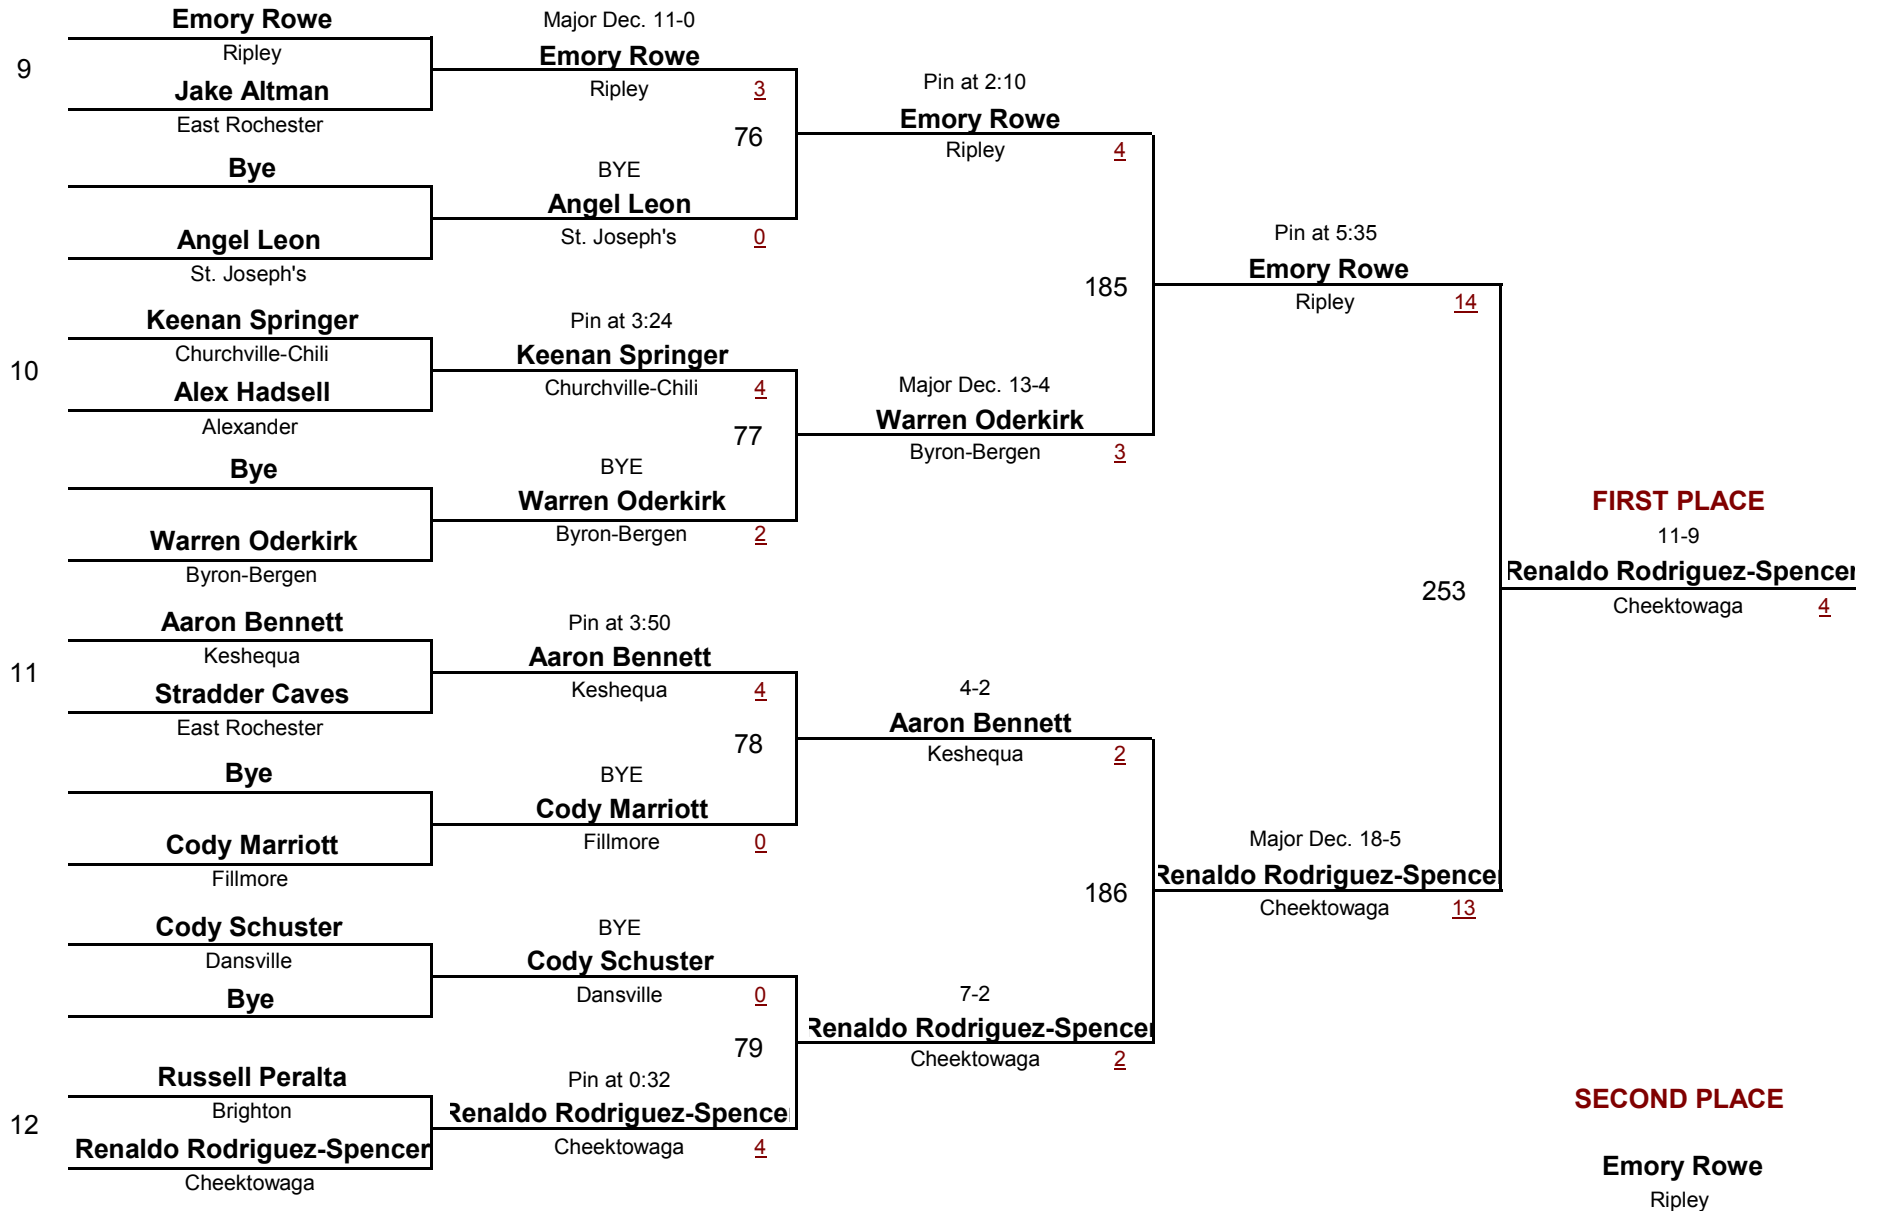 Emory Rowe
Ripley
9
Jake Altman
East Rochester
Bye
Angel Leon
St. Joseph's
Keenan Springer
Churchville-Chili
10
Alex Hadsell
Alexander
Bye
Warren Oderkirk
Byron-Bergen
Aaron Bennett
Keshequa
11
Stradder Caves
East Rochester
Bye
Cody Marriott
Fillmore
Cody Schuster
Dansville
Bye
Russell Peralta
Brighton
12
Renaldo Rodriguez-Spencer
Cheektowaga
Major Dec. 11-0
Emory Rowe
Ripley 3
76
BYE
Angel Leon
St. Joseph's 0
Pin at 3:24
Keenan Springer
Churchville-Chili 4
77
BYE
Warren Oderkirk
Byron-Bergen 2
Pin at 3:50
Aaron Bennett
Keshequa 4
78
BYE
Cody Marriott
Fillmore 0
BYE
Cody Schuster
Dansville 0
79
Pin at 0:32
Renaldo Rodriguez-Spencer
Cheektowaga 4
Pin at 2:10
Emory Rowe
Ripley 4
185
Major Dec. 13-4
Warren Oderkirk
Byron-Bergen 3
4-2
Aaron Bennett
Keshequa 2
186
7-2
Renaldo Rodriguez-Spencer
Cheektowaga 2
Pin at 5:35
Emory Rowe
Ripley 14
253
Major Dec. 18-5
Renaldo Rodriguez-Spencer
Cheektowaga 13
FIRST PLACE
11-9
Renaldo Rodriguez-Spencer
Cheektowaga 4
SECOND PLACE
Emory Rowe
Ripley